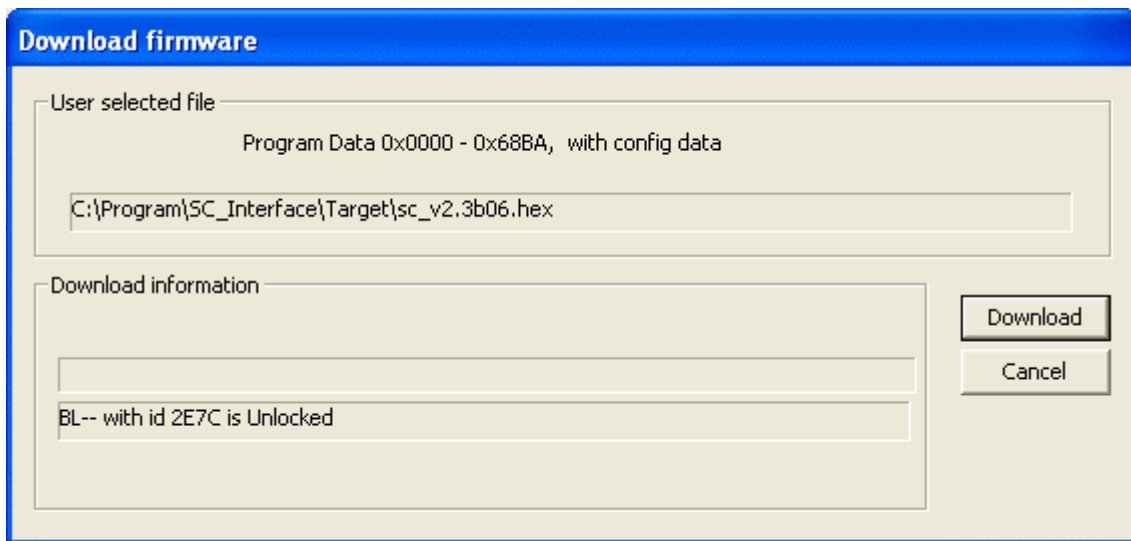 Download firmware
User selected file
Program Data 0x0000 - 0x68BA,  with config data
C:\Program\SC_Interface\Target\sc_v2.3b06.hex
Download information
Download
Cancel
BL-- with id 2E7C is Unlocked